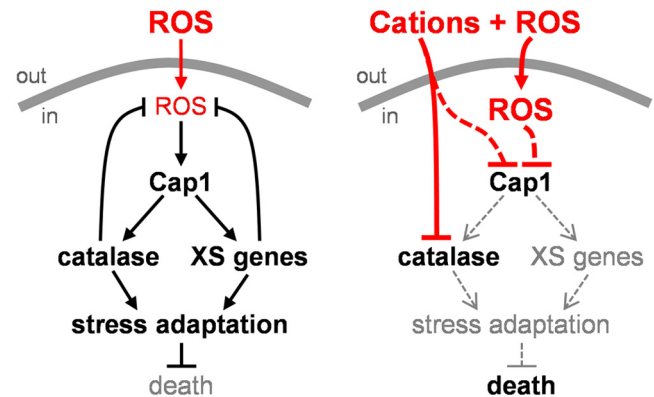 ROS
out
in
ROS
Cap1
catalase
XS genes
stress adaptation
death
Cations + ROS
out
in
ROS
Cap1
catalase
XS genes
stress adaptation
death